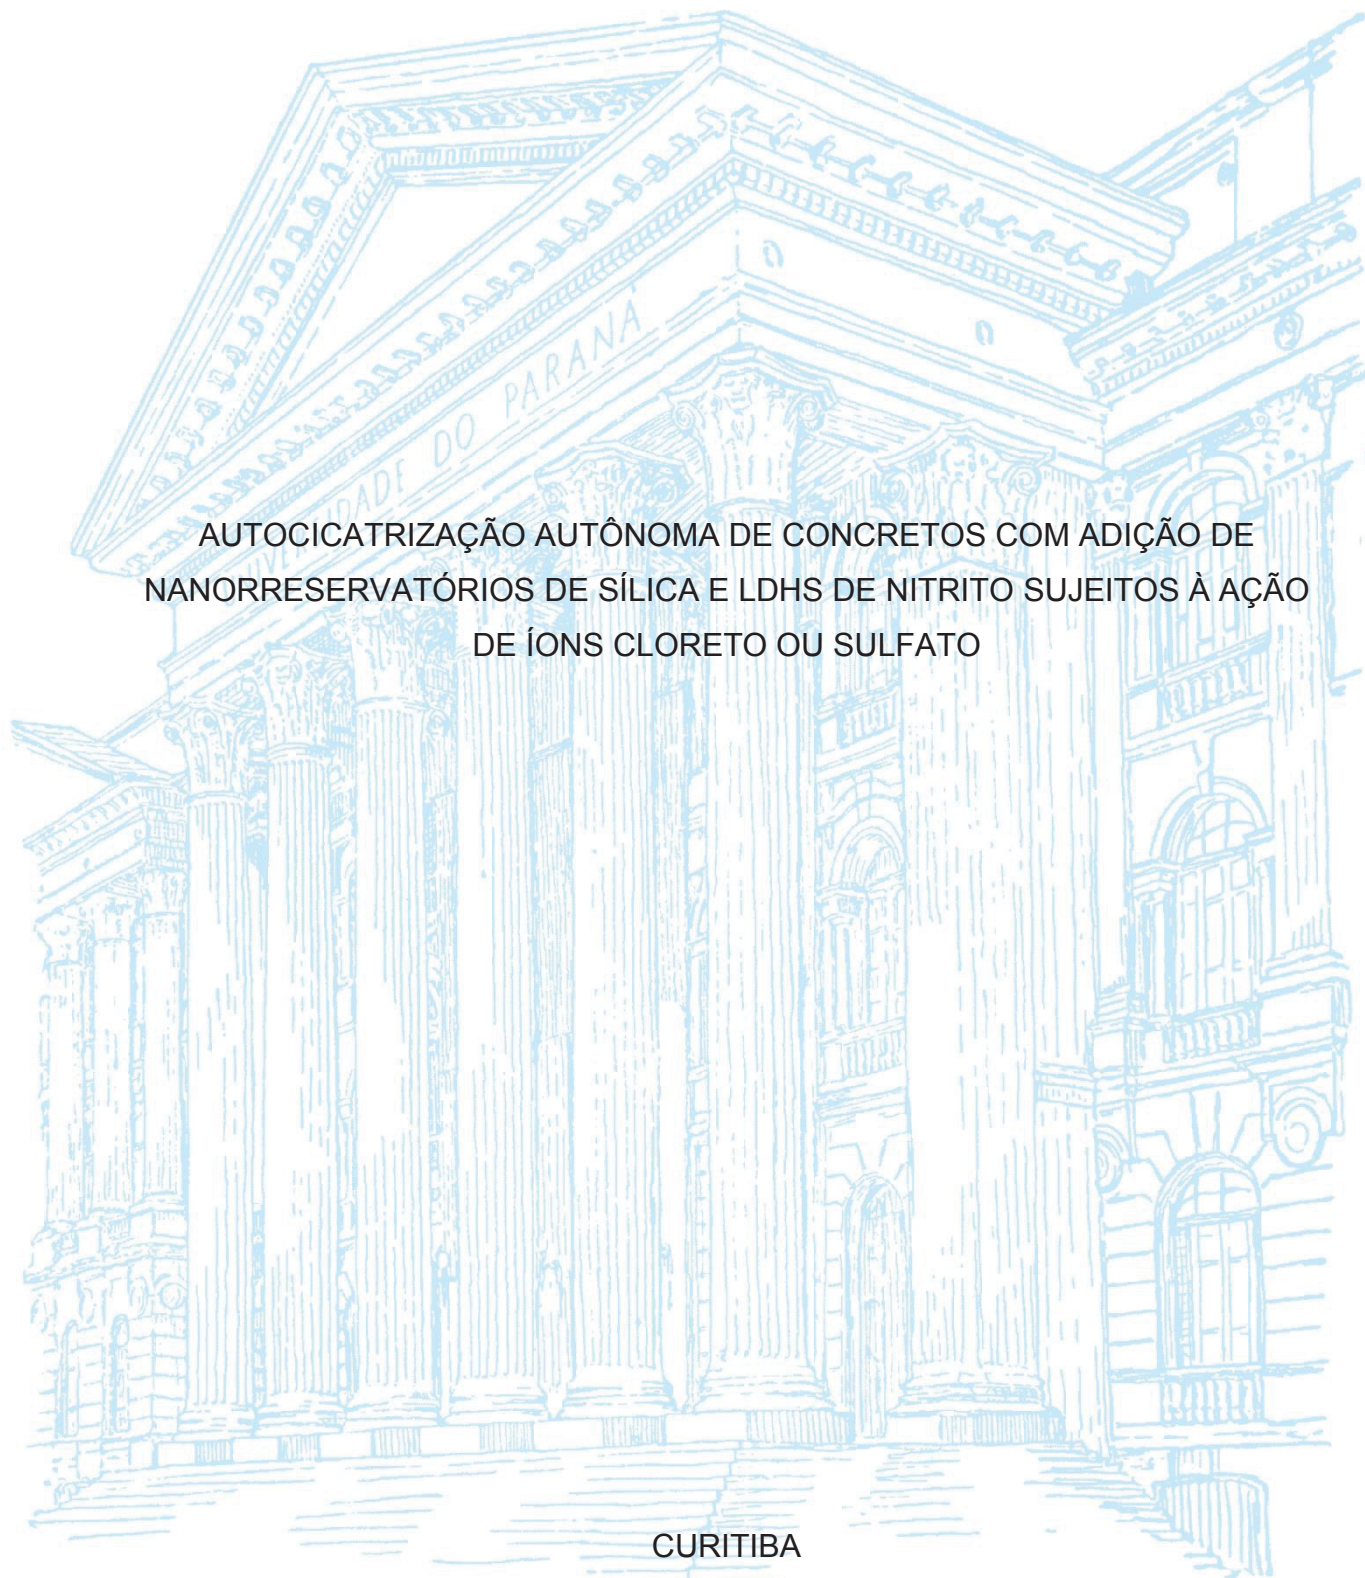 VERSIDADE DO PARANÁ
AUTOCICATRIZAÇÃO AUTÔNOMA DE CONCRETOS COM ADIÇÃO DE
NANORRESERVATÓRIOS DE SÍLICA E LDHS DE NITRITO SUJEITOS À AÇÃO
DE ÍONS CLORETO OU SULFATO
CURITIBA